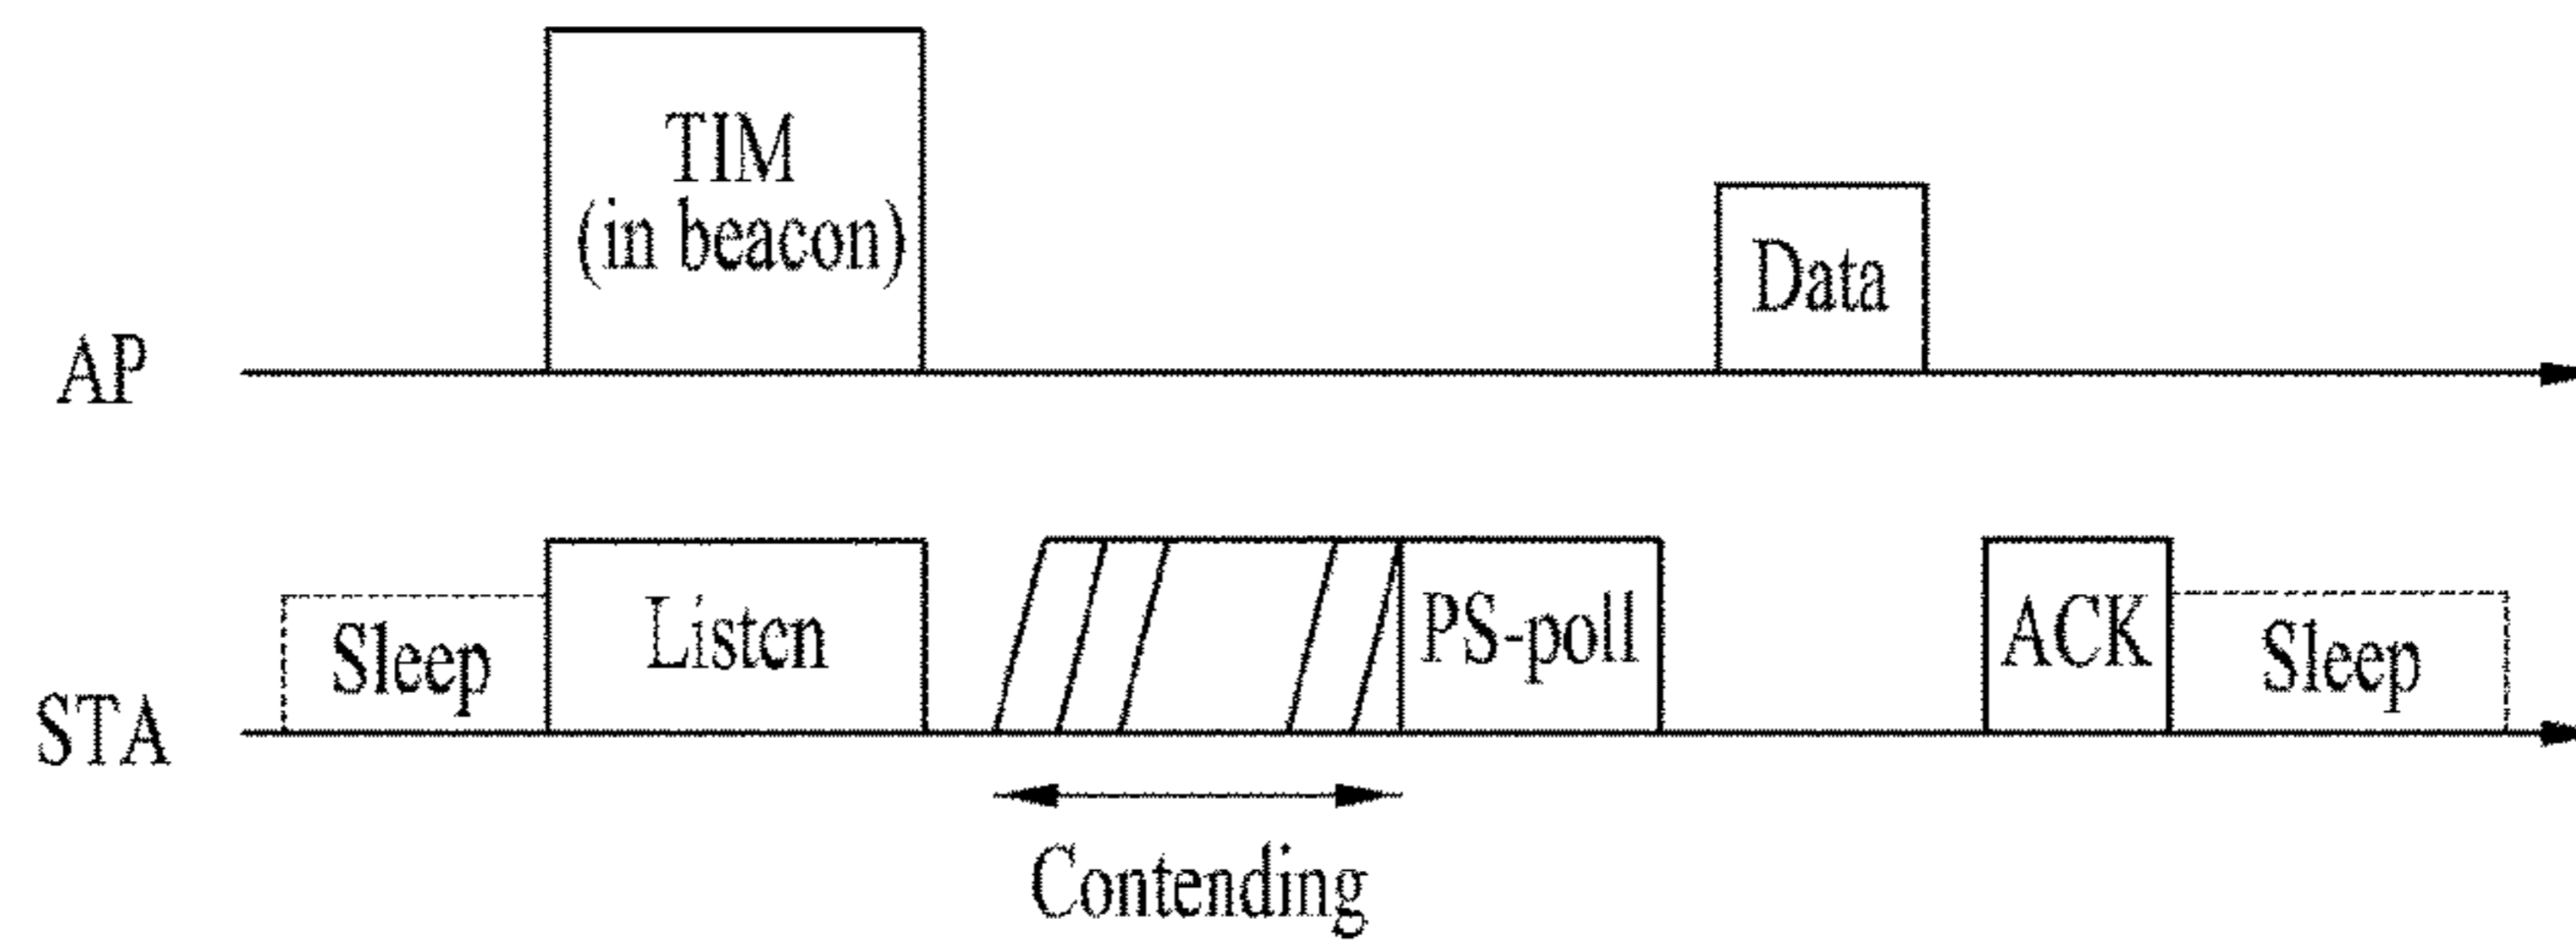 TIM
(in beacon)
Data
AP
Sleep
Listen
PS-poll
ACK
Sleep
STA
Contending